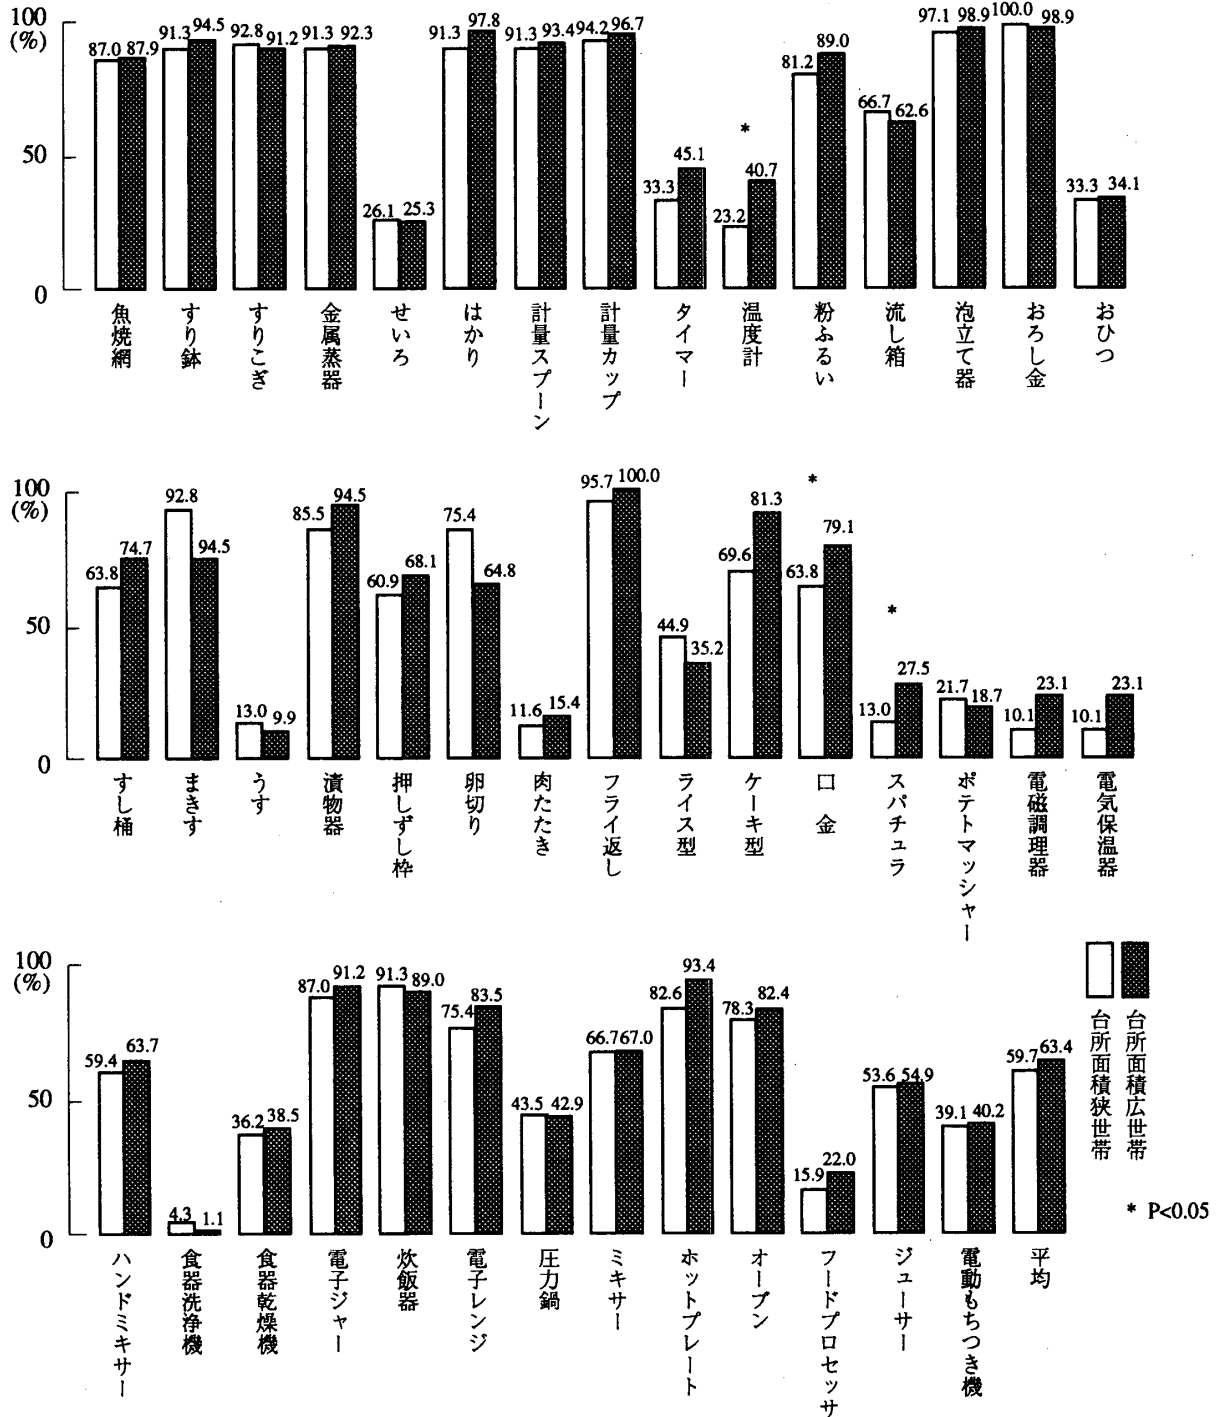 100
(%)
50
0
87.0 87.9
91.3 94.5
92.8 91.2
91.3 92.3
26.1 25.3
91.3 97.8
91.3 93.4
94.2 96.7
33.3 45.1
*
23.2 40.7
81.2 89.0
66.7 62.6
97.1 98.9
100.0 98.9
33.3 34.1
魚焼網
すり鉢
すりこぎ
金属蒸器
せいろ
はかり
計量スプーン
計量カップ
タイマー
温度計
粉ふるい
流し箱
泡立て器
おろし金
おひつ
100
(%)
50
0
63.8 74.7
92.8 94.5
13.0 9.9
85.5 94.5
60.9 68.1
75.4 64.8
11.6 15.4
95.7 100.0
44.9 35.2
69.6 81.3
*
63.8 79.1
*
13.0 27.5
21.7 18.7
10.1 23.1
10.1 23.1
すし桶
まきす
うす
漬物器
押しずし枠
卵切り
肉たたき
フライ返し
ライス型
ケーキ型
口金
スパチュラ
ポテトマッシャー
電磁調理器
電気保温器
100
(%)
50
0
59.4 63.7
4.3 1.1
36.2 38.5
87.0 91.2
91.3 89.0
75.4 83.5
43.5 42.9
66.7 67.0
82.6 93.4
78.3 82.4
15.9 22.0
53.6 54.9
39.1 40.2
59.7 63.4
ハンドミキサー
食器洗浄機
食器乾燥機
電子ジャー
炊飯器
電子レンジ
圧力鍋
ミキサー
ホットプレート
オーブン
フードプロセッサ
ジューサー
電動もちつき機
平均
台所面積広世帯
台所面積狭世帯
* P<0.05